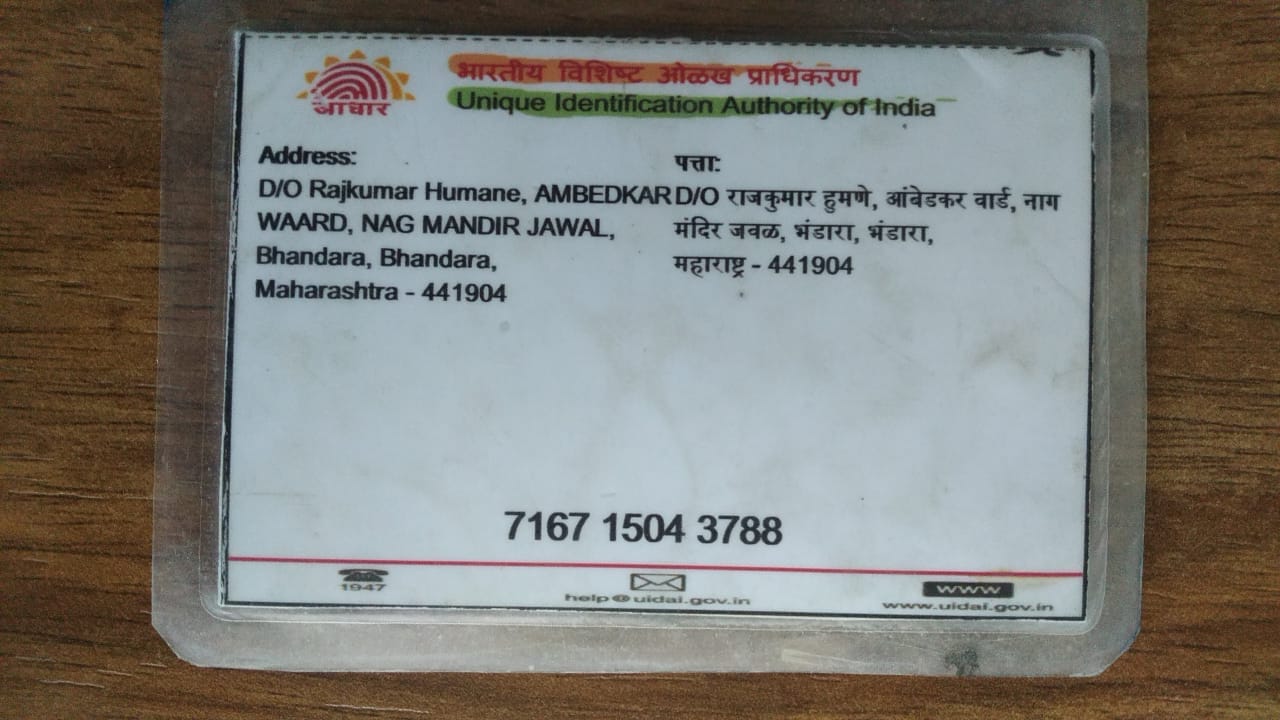 आधार
भारतीय विशिष्ट ओळख प्राधिकरण
Unique Identification Authority of India
Address:
D/O Rajkumar Humane, AMBEDKAR
WAARD, NAG MANDIR JAWAL,
Bhandara, Bhandara,
Maharashtra - 441904
पत्ता:
D/O राजकुमार हुमणे, आंबेडकर वार्ड, नाग
मंदिर जवळ, भंडारा, भंडारा,
महाराष्ट्र - 441904
7167 1504 3788
1947
help@uidai.gov.in
www
www.uidai.gov.in